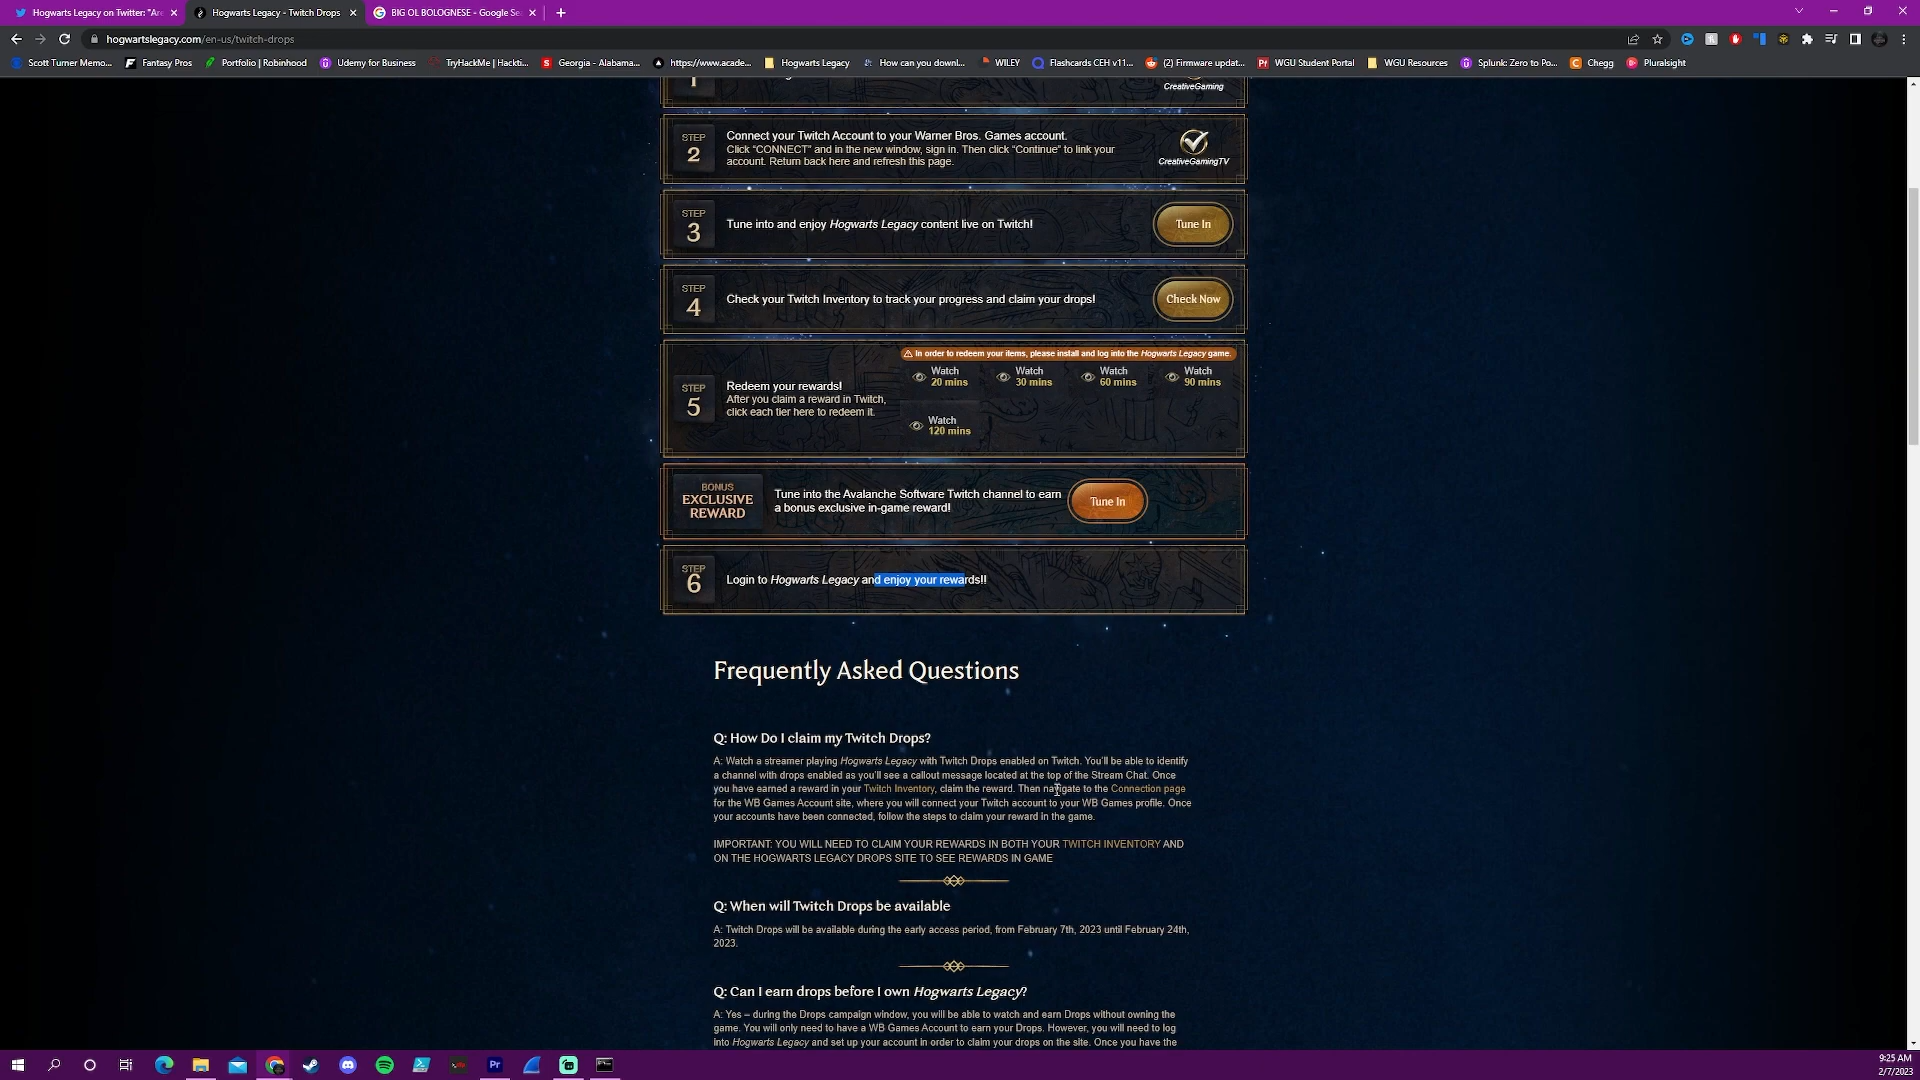 Hogwarts Legacy on Twitter: "Are
Hogwarts Legacy - Twitch Drops
BIG OL BOLOGNESE - Google Se
hogwartslegacy.com/en-us/twitch-drops
Scott Turner Memo...
Fantasy Pros
Portfolio | Robinhood
Udemy for Business
TryHackMe | Hackti...
Georgia - Alabama...
https://www.acade...
Hogwarts Legacy
How can you downl...
WILEY
Flashcards CEH v11...
(2) Firmware updat...
WGU Student Portal
WGU Resources
Splunk: Zero to Po...
Chegg
Pluralsight
1
CreativeGaming
STEP
2
Connect your Twitch Account to your Warner Bros. Games account.
Click “CONNECT” and in the new window, sign in. Then click “Continue” to link your
account. Return back here and refresh this page.
CreativeGamingTV
STEP
3
Tune into and enjoy Hogwarts Legacy content live on Twitch!
Tune In
STEP
4
Check your Twitch Inventory to track your progress and claim your drops!
Check Now
STEP
5
Redeem your rewards!
After you claim a reward in Twitch,
click each tier here to redeem it.
In order to redeem your items, please install and log into the Hogwarts Legacy game.
Watch
20 mins
Watch
30 mins
Watch
60 mins
Watch
90 mins
Watch
120 mins
BONUS
EXCLUSIVE
REWARD
Tune into the Avalanche Software Twitch channel to earn
a bonus exclusive in-game reward!
Tune In
STEP
6
Login to Hogwarts Legacy and enjoy your rewards!!
Frequently Asked Questions
Q: How Do I claim my Twitch Drops?
A: Watch a streamer playing Hogwarts Legacy with Twitch Drops enabled on Twitch. You'll be able to identify
a channel with drops enabled as you'll see a callout message located at the top of the Stream Chat. Once
you have earned a reward in your Twitch Inventory, claim the reward. Then navigate to the Connection page
for the WB Games Account site, where you will connect your Twitch account to your WB Games profile. Once
your accounts have been connected, follow the steps to claim your reward in the game.
IMPORTANT: YOU WILL NEED TO CLAIM YOUR REWARDS IN BOTH YOUR TWITCH INVENTORY AND
ON THE HOGWARTS LEGACY DROPS SITE TO SEE REWARDS IN GAME
Q: When will Twitch Drops be available
A: Twitch Drops will be available during the early access period, from February 7th, 2023 until February 24th,
2023.
Q: Can I earn drops before I own Hogwarts Legacy?
A: Yes – during the Drops campaign window, you will be able to watch and earn Drops without owning the
game. You will only need to have a WB Games Account to earn your Drops. However, you will need to log
into Hogwarts Legacy and set up your account in order to claim your drops on the site. Once you have the
Pr
9:25 AM
2/7/2023